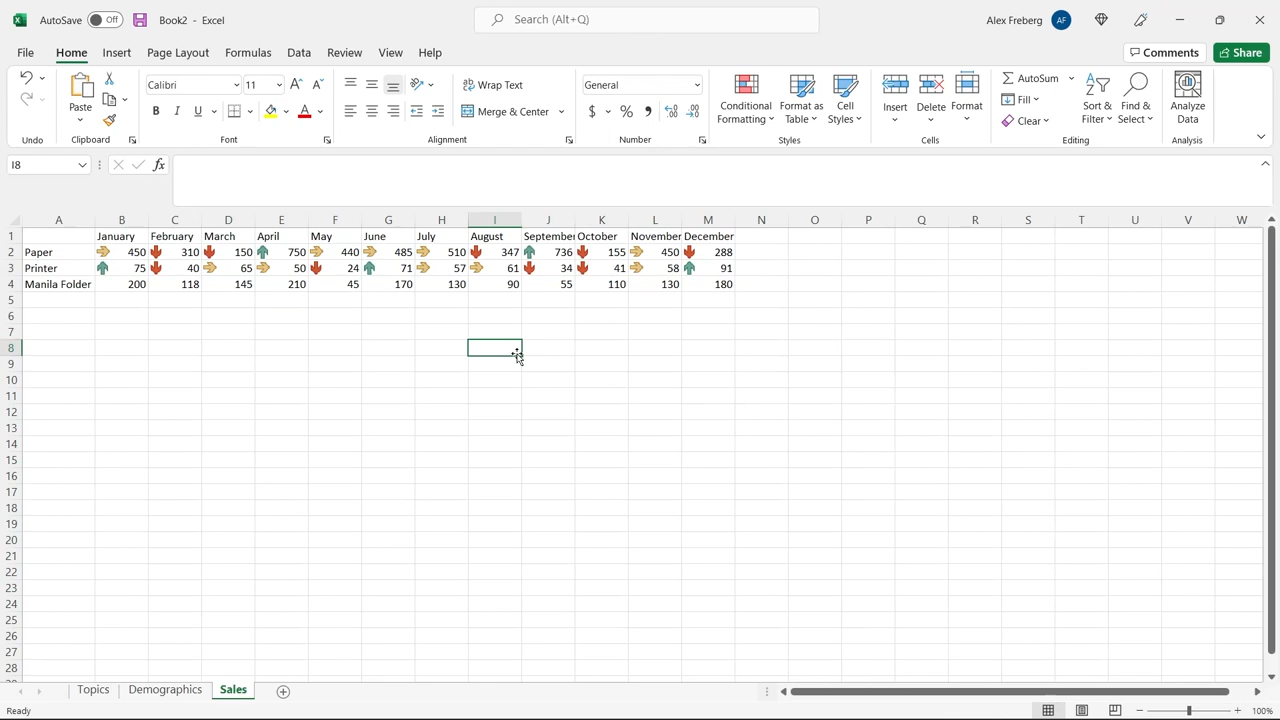 AutoSave Off Book2 - Excel Search (Alt+Q) Alex Freberg AF
File Home Insert Page Layout Formulas Data Review View Help Comments Share
Calibri 11 Wrap Text General AutoSum
Paste Conditional Formatting Format as Table Cell Styles Insert Delete Format Fill Sort & Filter Find & Select Analyze Data
B I U A Merge & Center $ % Clear
Undo Clipboard Font Alignment Number Styles Cells Editing Analysis
I8 fx
A B C D E F G H I J K L M N O P Q R S T U V W
1 January February March April May June July August September October November December
2 Paper 450 310 150 750 440 485 510 347 736 155 450 288
3 Printer 75 40 65 50 24 71 57 61 34 41 58 91
4 Manila Folder 200 118 145 210 45 170 130 90 55 110 130 180
5
6
7
8
9
10
11
12
13
14
15
16
17
18
19
20
21
22
23
24
25
26
27
28
Topics Demographics Sales
Ready 100%